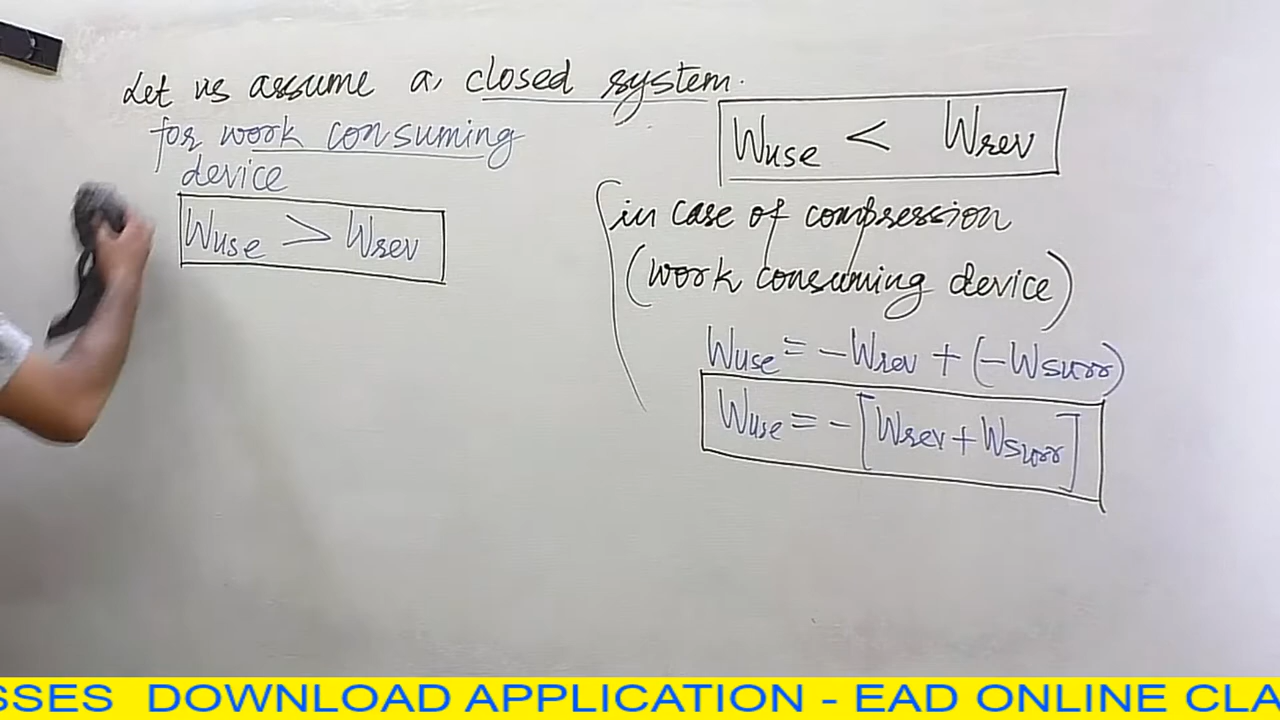 Let us assume a closed system.
for work consuming
device
Wuse > Wrev
Wuse < Wrev
in case of compression
(work consuming device)
Wuse = -Wrev + (-Wsurr)
Wuse = -[Wrev + Wsurr]
SSES DOWNLOAD APPLICATION - EAD ONLINE CLA